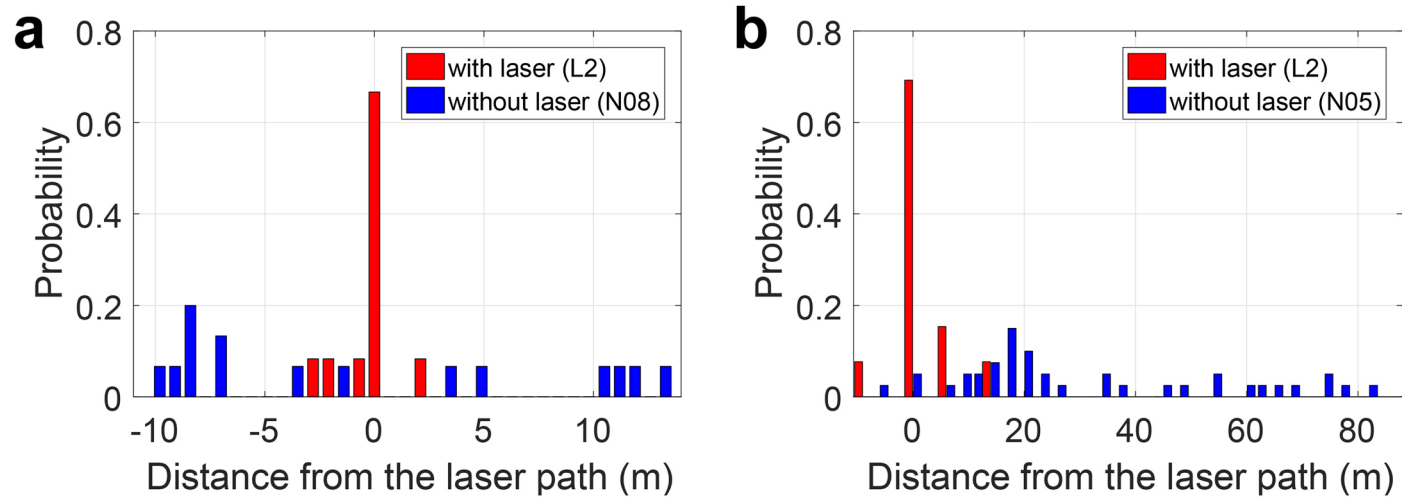 a
0.8
0.6
0.4
0.2
0
Probability
with laser (L2)
without laser (N08)
-10 -5 0 5 10
Distance from the laser path (m)
b
0.8
0.6
0.4
0.2
0
Probability
with laser (L2)
without laser (N05)
0 20 40 60 80
Distance from the laser path (m)